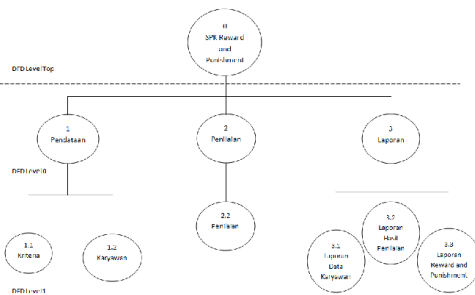 0
SPK Reward
and
Punishment
DFD Level Top
1
Pendataan
2
Penilaian
3
Laporan
DFD Level 0
1.1
Kriteria
1.2
Karyawan
2.2
Penilaian
3.1
Laporan
Data
Karyawan
3.2
Laporan
Hasil
Penilaian
3.3
Laporan
Reward and
Punishment
DFD Level 1